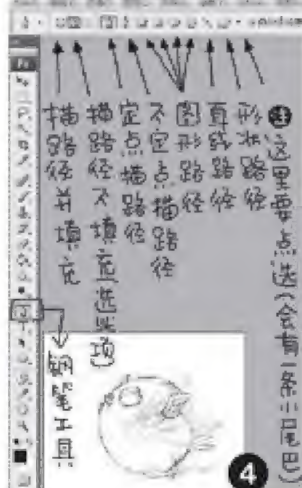 描路径并填充
描路径不填充(选此项)
定点描路径
不定点描路径
图形路径
直线路径
形状路径
注 这里要点选(会有一条小尾巴)
钢笔工具
4